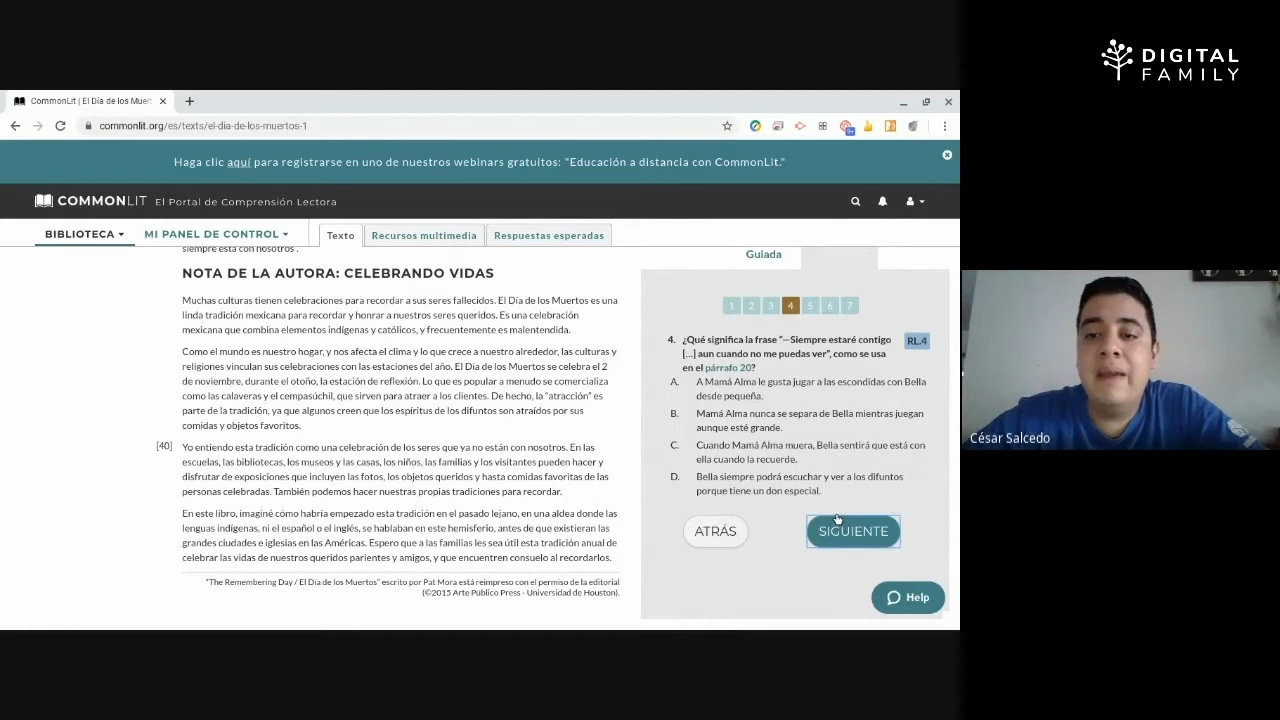 DIGITAL
FAMILY
CommonLit | El Día de los Muert
commonlit.org/es/texts/el-dia-de-los-muertos-1
Haga clic aquí para registrarse en uno de nuestros webinars gratuitos: "Educación a distancia con CommonLit."
COMMONLIT El Portal de Comprensión Lectora
BIBLIOTECA MI PANEL DE CONTROL Texto Recursos multimedia Respuestas esperadas
siempre está con nosotros".
NOTA DE LA AUTORA: CELEBRANDO VIDAS
Muchas culturas tienen celebraciones para recordar a sus seres fallecidos. El Día de los Muertos es una
linda tradición mexicana para recordar y honrar a nuestros seres queridos. Es una celebración
mexicana que combina elementos indígenas y católicos, y frecuentemente es malentendida.
Como el mundo es nuestro hogar, y nos afecta el clima y lo que crece a nuestro alrededor, las culturas y
religiones vinculan sus celebraciones con las estaciones del año. El Día de los Muertos se celebra el 2
de noviembre, durante el otoño, la estación de reflexión. Lo que es popular a menudo se comercializa
como las calaveras y el cempasúchil, que sirven para atraer a los clientes. De hecho, la "atracción" es
parte de la tradición, ya que algunos creen que los espíritus de los difuntos son atraídos por sus
comidas y objetos favoritos.
[40] Yo entiendo esta tradición como una celebración de los seres que ya no están con nosotros. En las
escuelas, las bibliotecas, los museos y las casas, los niños, las familias y los visitantes pueden hacer y
disfrutar de exposiciones que incluyen las fotos, los objetos queridos y hasta comidas favoritas de las
personas celebradas. También podemos hacer nuestras propias tradiciones para recordar.
En este libro, imaginé cómo habría empezado esta tradición en el pasado lejano, en una aldea donde las
lenguas indígenas, ni el español o el inglés, se hablaban en este hemisferio, antes de que existieran las
grandes ciudades e iglesias en las Américas. Espero que a las familias les sea útil esta tradición anual de
celebrar las vidas de nuestros queridos parientes y amigos, y que encuentren consuelo al recordarlos.
"The Remembering Day / El Día de los Muertos" escrito por Pat Mora está reimpreso con el permiso de la editorial
(©2015 Arte Público Press - Universidad de Houston).
Guiada
1 2 3 4 5 6 7
4. ¿Qué significa la frase "—Siempre estaré contigo
[...] aun cuando no me puedas ver", como se usa
en el párrafo 20?
RL.4
A. A Mamá Alma le gusta jugar a las escondidas con Bella
desde pequeña.
B. Mamá Alma nunca se separa de Bella mientras juegan
aunque esté grande.
C. Cuando Mamá Alma muera, Bella sentirá que está con
ella cuando la recuerde.
D. Bella siempre podrá escuchar y ver a los difuntos
porque tiene un don especial.
ATRÁS SIGUIENTE
Help
César Salcedo